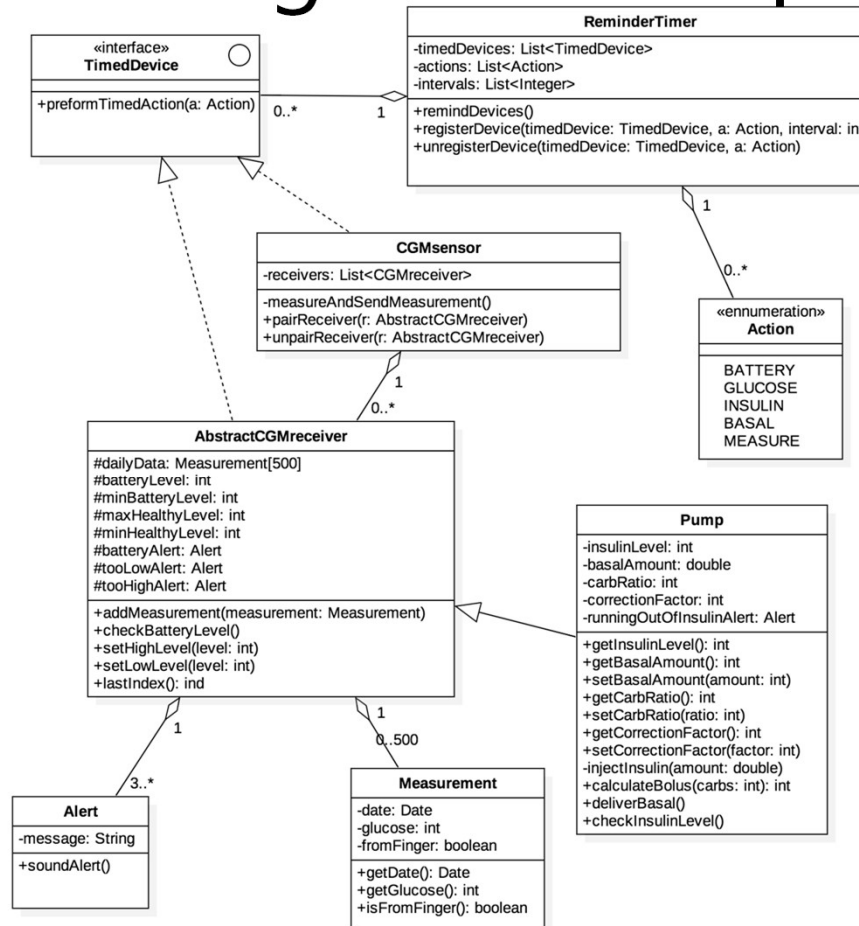 «interface»
TimedDevice
+preformTimedAction(a: Action)
0..*
1
ReminderTimer
-timedDevices: List<TimedDevice>
-actions: List<Action>
-intervals: List<Integer>
+remindDevices()
+registerDevice(timedDevice: TimedDevice, a: Action, interval: in
+unregisterDevice(timedDevice: TimedDevice, a: Action)
1
0..*
CGMsensor
-receivers: List<CGMreceiver>
-measureAndSendMeasurement()
+pairReceiver(r: AbstractCGMreceiver)
+unpairReceiver(r: AbstractCGMreceiver)
1
0..*
«ennumeration»
Action
BATTERY
GLUCOSE
INSULIN
BASAL
MEASURE
AbstractCGMreceiver
#dailyData: Measurement[500]
#batteryLevel: int
#minBatteryLevel: int
#maxHealthyLevel: int
#minHealthyLevel: int
#batteryAlert: Alert
#tooLowAlert: Alert
#tooHighAlert: Alert
+addMeasurement(measurement: Measurement)
+checkBatteryLevel()
+setHighLevel(level: int)
+setLowLevel(level: int)
+lastIndex(): ind
1
3..*
1
0..500
Pump
-insulinLevel: int
-basalAmount: double
-carbRatio: int
-correctionFactor: int
-runningOutOfInsulinAlert: Alert
+getInsulinLevel(): int
+getBasalAmount(): int
+setBasalAmount(amount: int)
+getCarbRatio(): int
+setCarbRatio(ratio: int)
+getCorrectionFactor(): int
+setCorrectionFactor(factor: int)
-injectInsulin(amount: double)
+calculateBolus(carbs: int): int
+deliverBasal()
+checkInsulinLevel()
Alert
-message: String
+soundAlert()
Measurement
-date: Date
-glucose: int
-fromFinger: boolean
+getDate(): Date
+getGlucose(): int
+isFromFinger(): boolean